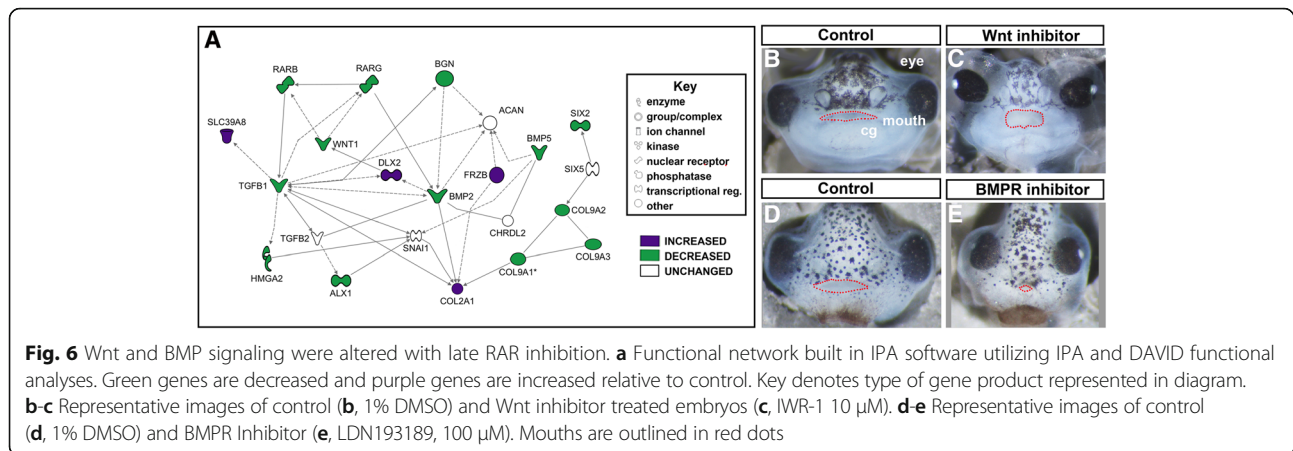 A
RARB
RARG
BGN
ACAN
SIX2
SLC39A8
WNT1
DLX2
BMP5
FRZB
SIX5
TGFB1
BMP2
COL9A2
TGFB2
CHRDL2
SNAI1
COL9A3
HMGA2
COL9A1*
ALX1
COL2A1
Key
enzyme
group/complex
ion channel
kinase
nuclear receptor
phosphatase
transcriptional reg.
other
INCREASED
DECREASED
UNCHANGED
Control
Wnt inhibitor
B
eye
C
mouth
cg
Control
BMPR inhibitor
D
E
Fig. 6 Wnt and BMP signaling were altered with late RAR inhibition. a Functional network built in IPA software utilizing IPA and DAVID functional
analyses. Green genes are decreased and purple genes are increased relative to control. Key denotes type of gene product represented in diagram.
b-c Representative images of control (b, 1% DMSO) and Wnt inhibitor treated embryos (c, IWR-1 10 μM). d-e Representative images of control
(d, 1% DMSO) and BMPR Inhibitor (e, LDN193189, 100 μM). Mouths are outlined in red dots